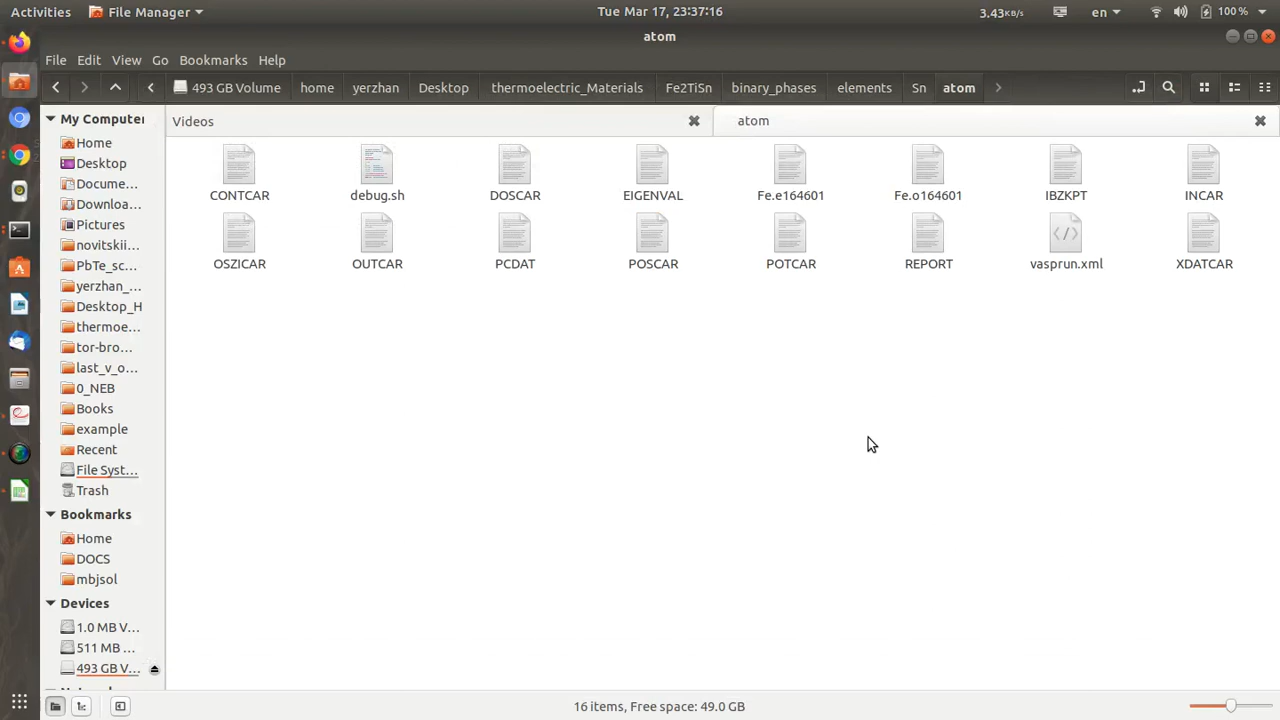 Activities File Manager Tue Mar 17, 23:37:16 3.43KB/s en 100 %
atom
File Edit View Go Bookmarks Help
493 GB Volume home yerzhan Desktop thermoelectric_Materials Fe2TiSn binary_phases elements Sn atom
My Computer
Home
Desktop
Docume...
Downloa...
Pictures
novitskii...
PbTe_sc...
yerzhan_...
Desktop_H
thermoe...
tor-bro...
last_v_o...
0_NEB
Books
example
Recent
File Syst...
Trash
Bookmarks
Home
DOCS
mbjsol
Devices
1.0 MB V...
511 MB ...
493 GB V...
Videos atom
CONTCAR debug.sh DOSCAR EIGENVAL Fe.e164601 Fe.o164601 IBZKPT INCAR
OSZICAR OUTCAR PCDAT POSCAR POTCAR REPORT vasprun.xml XDATCAR
16 items, Free space: 49.0 GB